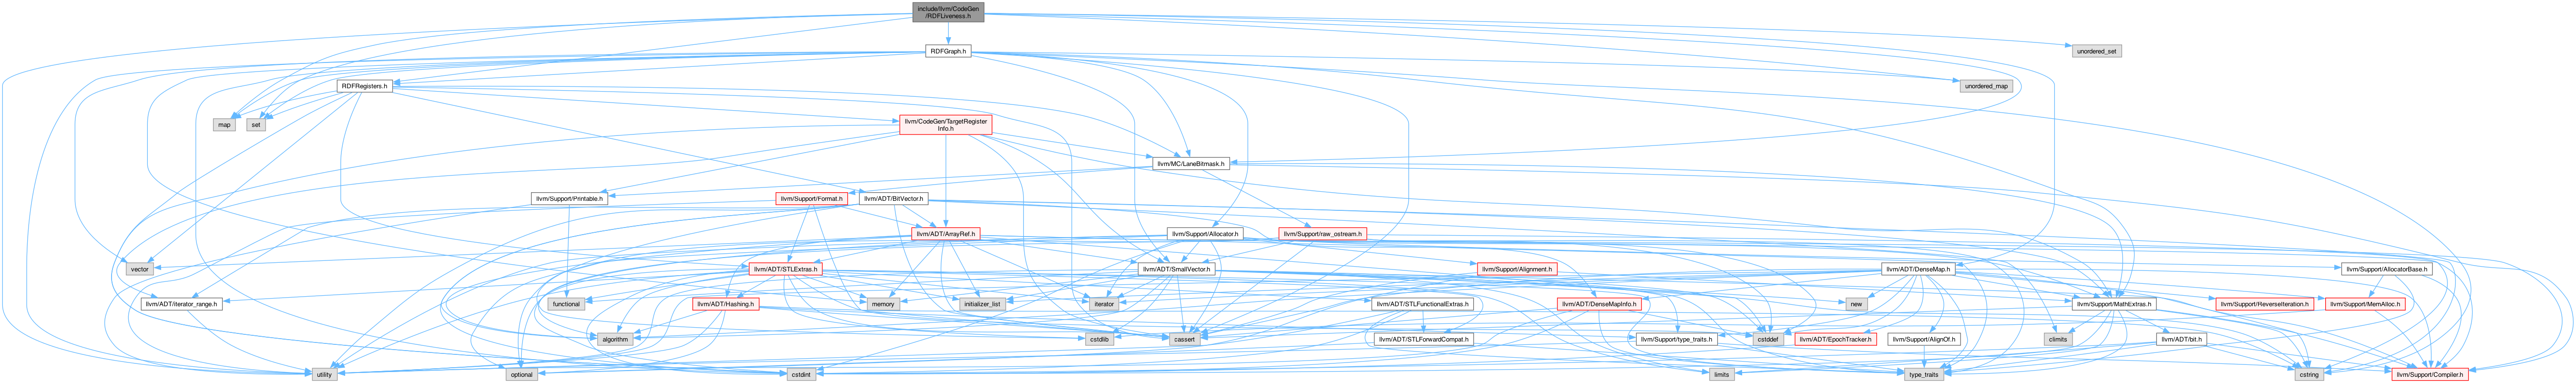 include/llvm/CodeGen
/RDFLiveness.h
RDFGraph.h
unordered_set
RDFRegisters.h
unordered_map
map
set
llvm/CodeGen/TargetRegister
Info.h
llvm/MC/LaneBitmask.h
llvm/Support/Printable.h
llvm/Support/Format.h
llvm/ADT/BitVector.h
llvm/ADT/ArrayRef.h
llvm/Support/Allocator.h
llvm/Support/raw_ostream.h
vector
llvm/ADT/STLExtras.h
llvm/ADT/SmallVector.h
llvm/Support/Alignment.h
llvm/ADT/DenseMap.h
llvm/Support/AllocatorBase.h
llvm/ADT/iterator_range.h
functional
llvm/ADT/Hashing.h
memory
initializer_list
iterator
llvm/ADT/STLFunctionalExtras.h
llvm/ADT/DenseMapInfo.h
new
llvm/Support/MathExtras.h
llvm/Support/ReverseIteration.h
llvm/Support/MemAlloc.h
algorithm
cstdlib
cassert
llvm/ADT/STLForwardCompat.h
llvm/Support/type_traits.h
cstddef
llvm/ADT/EpochTracker.h
llvm/Support/AlignOf.h
climits
llvm/ADT/bit.h
utility
optional
cstdint
limits
type_traits
cstring
llvm/Support/Compiler.h